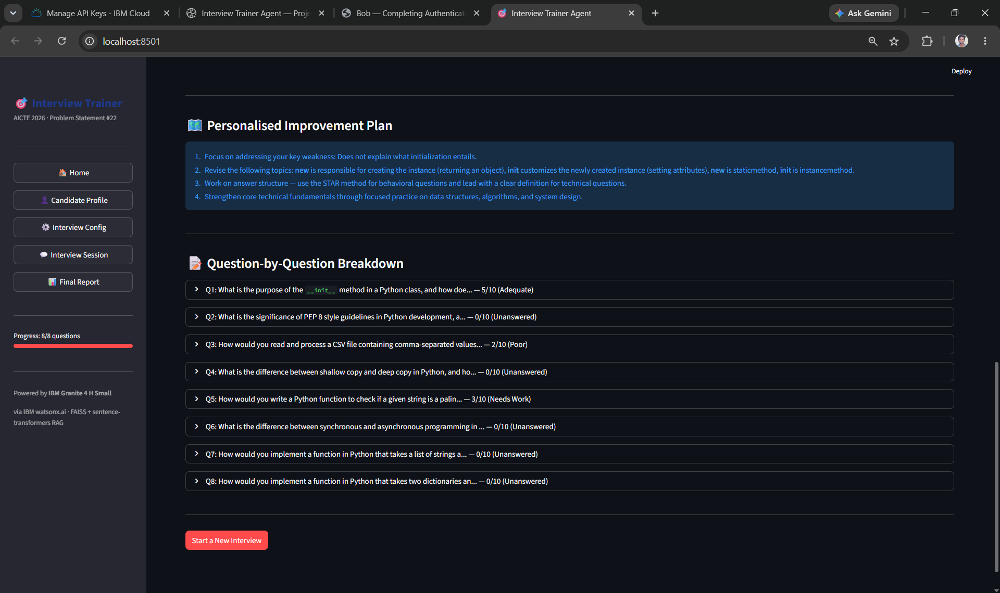 Manage API Keys - IBM Cloud
Interview Trainer Agent — Proje
Bob — Completing Authenticat
Interview Trainer Agent
Ask Gemini
localhost:8501
Deploy
Interview Trainer
AICTE 2026 · Problem Statement #22
Home
Candidate Profile
Interview Config
Interview Session
Final Report
Progress: 8/8 questions
Powered by IBM Granite 4 H Small
via IBM watsonx.ai · FAISS + sentence-
transformers RAG
Personalised Improvement Plan
1. Focus on addressing your key weakness: Does not explain what initialization entails.
2. Revise the following topics: new is responsible for creating the instance (returning an object), init customizes the newly created instance (setting attributes), new is staticmethod, init is instancemethod.
3. Work on answer structure — use the STAR method for behavioral questions and lead with a clear definition for technical questions.
4. Strengthen core technical fundamentals through focused practice on data structures, algorithms, and system design.
Question-by-Question Breakdown
Q1: What is the purpose of the __init__ method in a Python class, and how doe... — 5/10 (Adequate)
Q2: What is the significance of PEP 8 style guidelines in Python development, a... — 0/10 (Unanswered)
Q3: How would you read and process a CSV file containing comma-separated values... — 2/10 (Poor)
Q4: What is the difference between shallow copy and deep copy in Python, and ho... — 0/10 (Unanswered)
Q5: How would you write a Python function to check if a given string is a palin... — 3/10 (Needs Work)
Q6: What is the difference between synchronous and asynchronous programming in ... — 0/10 (Unanswered)
Q7: How would you implement a function in Python that takes a list of strings a... — 0/10 (Unanswered)
Q8: How would you implement a function in Python that takes two dictionaries an... — 0/10 (Unanswered)
Start a New Interview